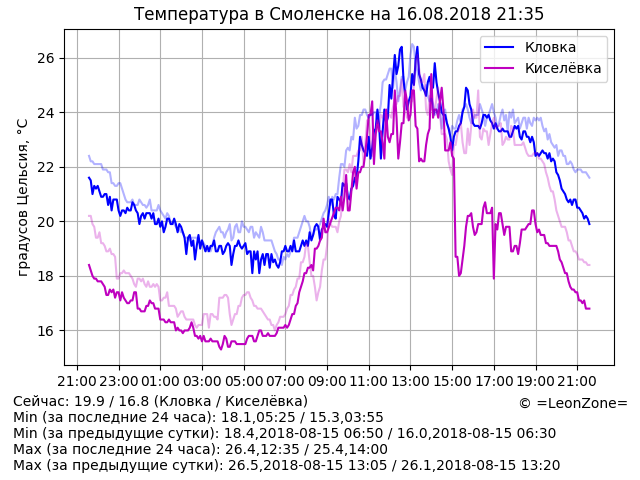 Температура в Смоленске на 16.08.2018 21:35
градусов Цельсия, °C
26
24
22
20
18
16
Кловка
Киселёвка
21:00 23:00 01:00 03:00 05:00 07:00 09:00 11:00 13:00 15:00 17:00 19:00 21:00
Сейчас: 19.9 / 16.8 (Кловка / Киселёвка)
© =LeonZone=
Min (за последние 24 часа): 18.1,05:25 / 15.3,03:55
Min (за предыдущие сутки): 18.4,2018-08-15 06:50 / 16.0,2018-08-15 06:30
Max (за последние 24 часа): 26.4,12:35 / 25.4,14:00
Max (за предыдущие сутки): 26.5,2018-08-15 13:05 / 26.1,2018-08-15 13:20